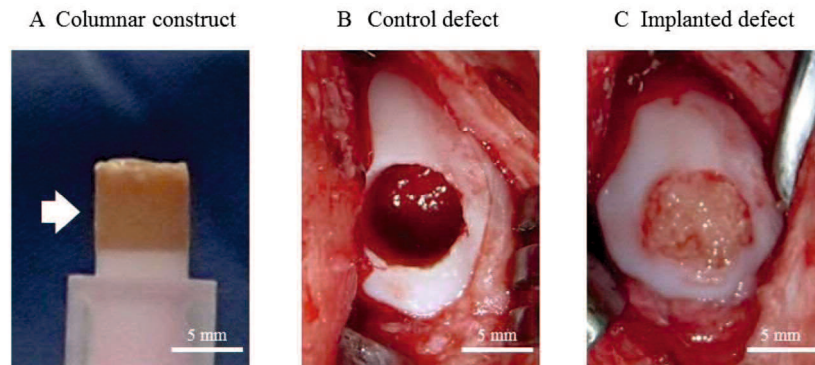 A Columnar construct
B Control defect
C Implanted defect
5 mm
5 mm
5 mm